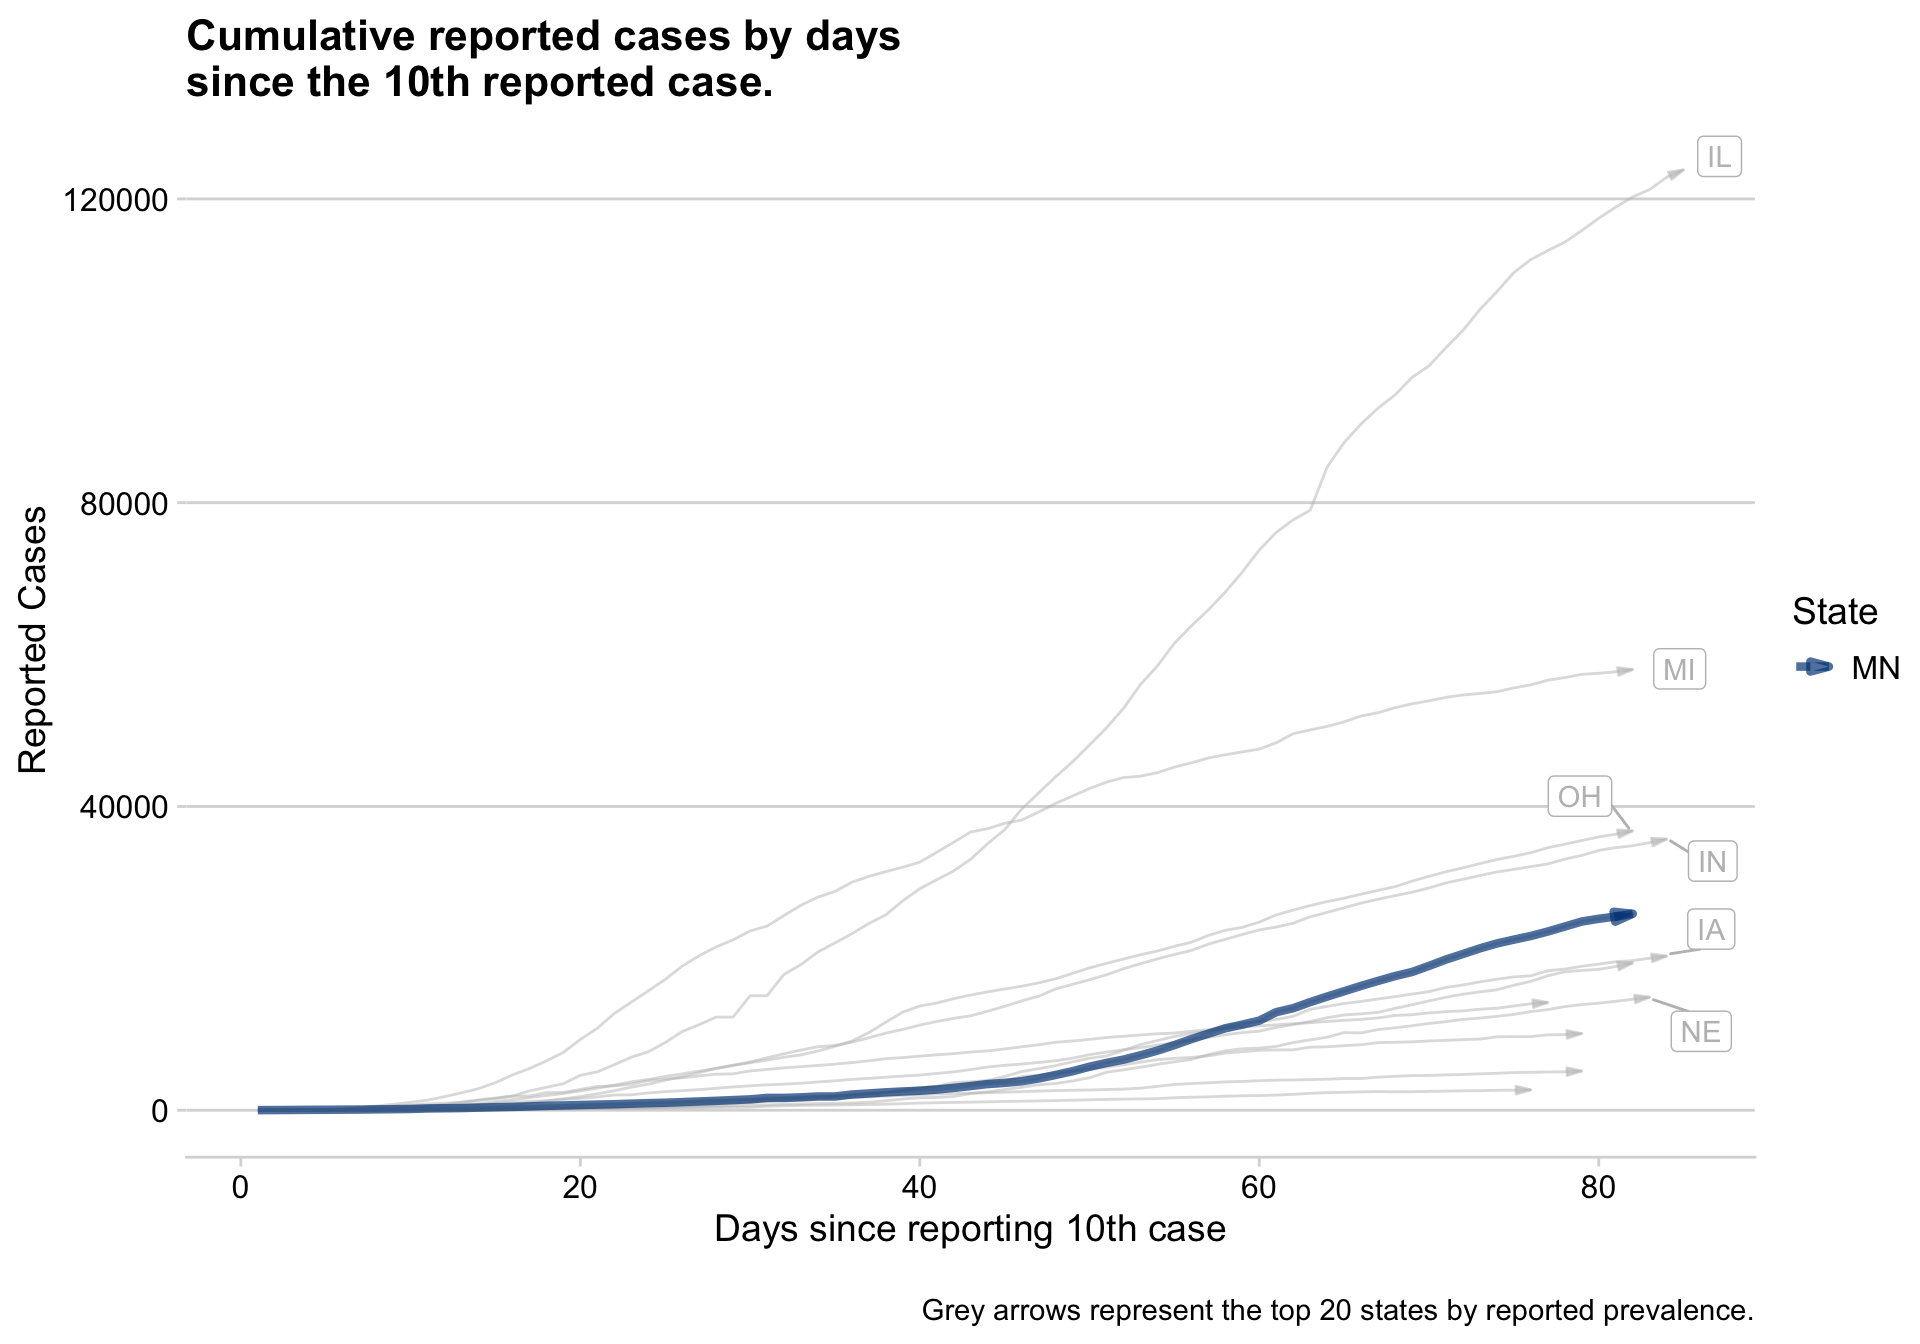 Cumulative reported cases by days
since the 10th reported case.
IL
120000
80000
MI
State
MN
OH
40000
IN
IA
NE
0
Reported Cases
0 20 40 60 80
Days since reporting 10th case
Grey arrows represent the top 20 states by reported prevalence.